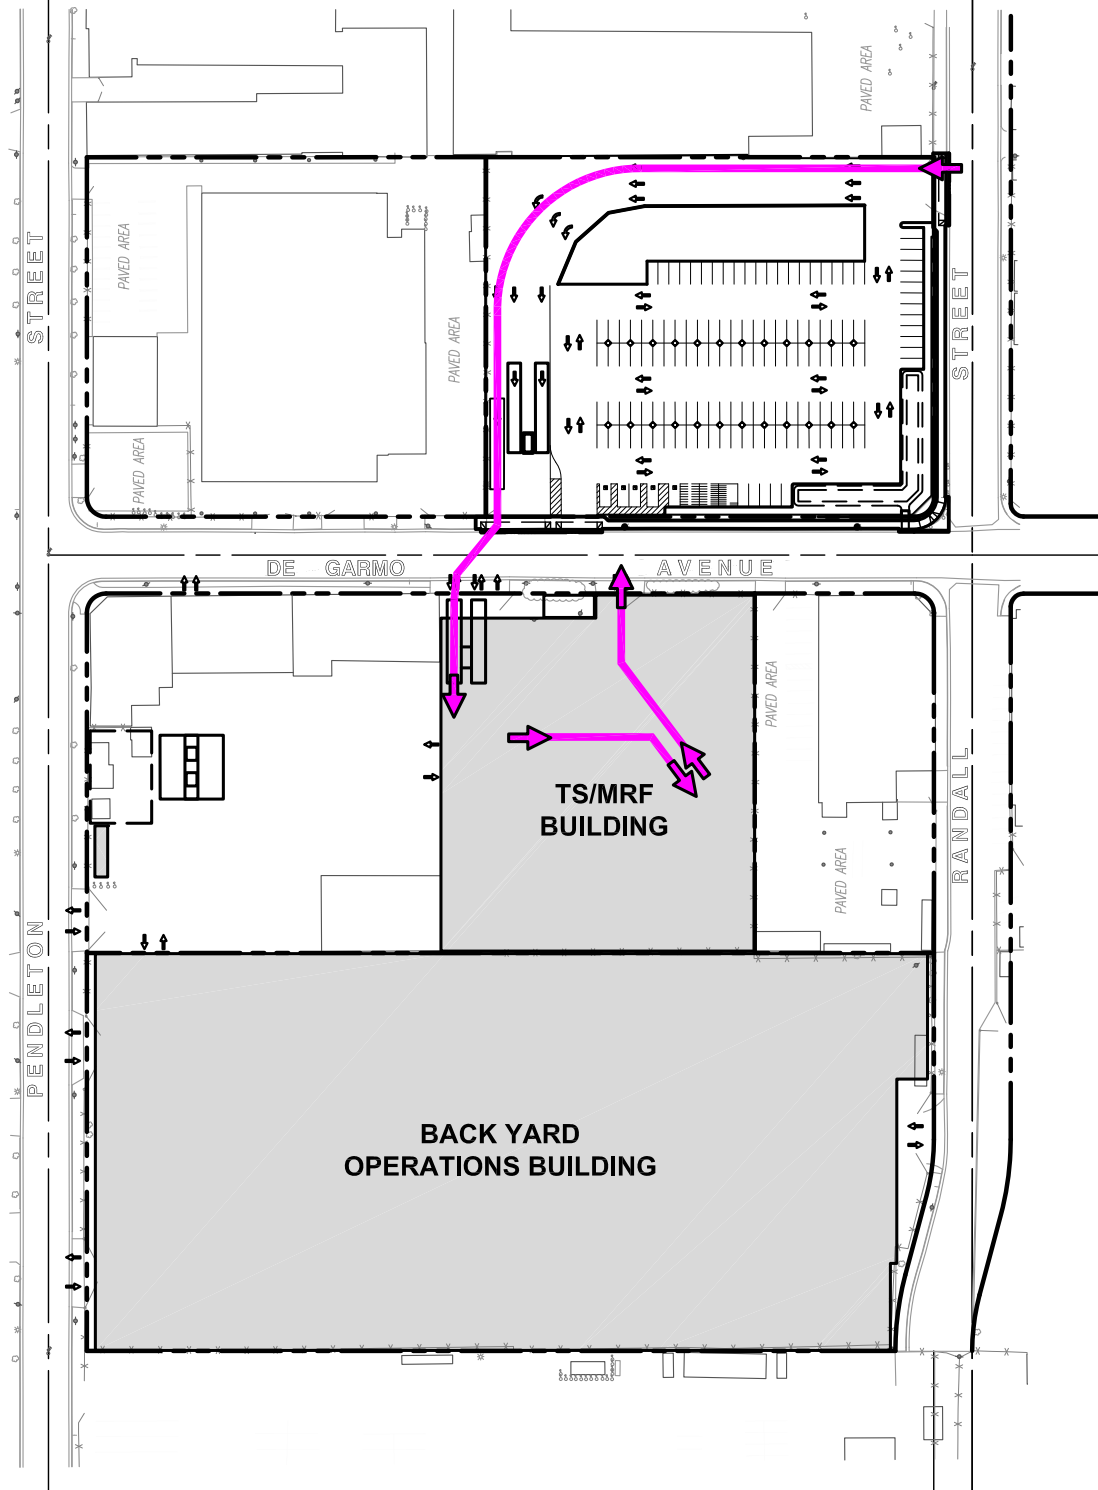 PAVED AREA
STREET
PAVED AREA
PAVED AREA
STREET
PAVED AREA
DE GARMO AVENUE
PAVED AREA
TS/MRF
BUILDING
RANDALL
PAVED AREA
PENDLETON
BACK YARD
OPERATIONS BUILDING